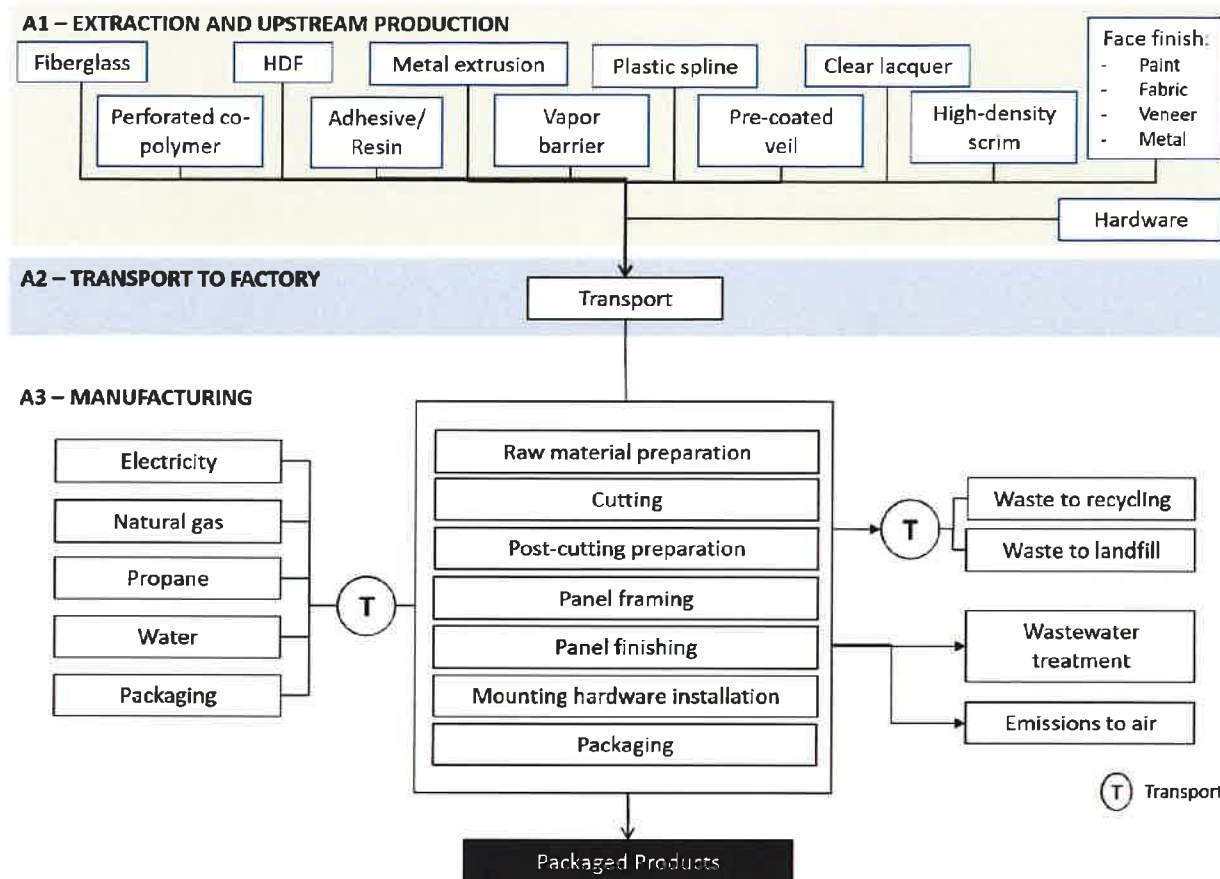 A1 – EXTRACTION AND UPSTREAM PRODUCTION
Fiberglass
HDF
Metal extrusion
Plastic spline
Clear lacquer
Face finish:
- Paint
- Fabric
- Veneer
- Metal
Perforated co-
polymer
Adhesive/
Resin
Vapor
barrier
Pre-coated
veil
High-density
scrim
Hardware
A2 – TRANSPORT TO FACTORY
Transport
A3 – MANUFACTURING
Electricity
Natural gas
Propane
Water
Packaging
T
Raw material preparation
Cutting
Post-cutting preparation
Panel framing
Panel finishing
Mounting hardware installation
Packaging
T
Waste to recycling
Waste to landfill
Wastewater
treatment
Emissions to air
T Transport
Packaged Products